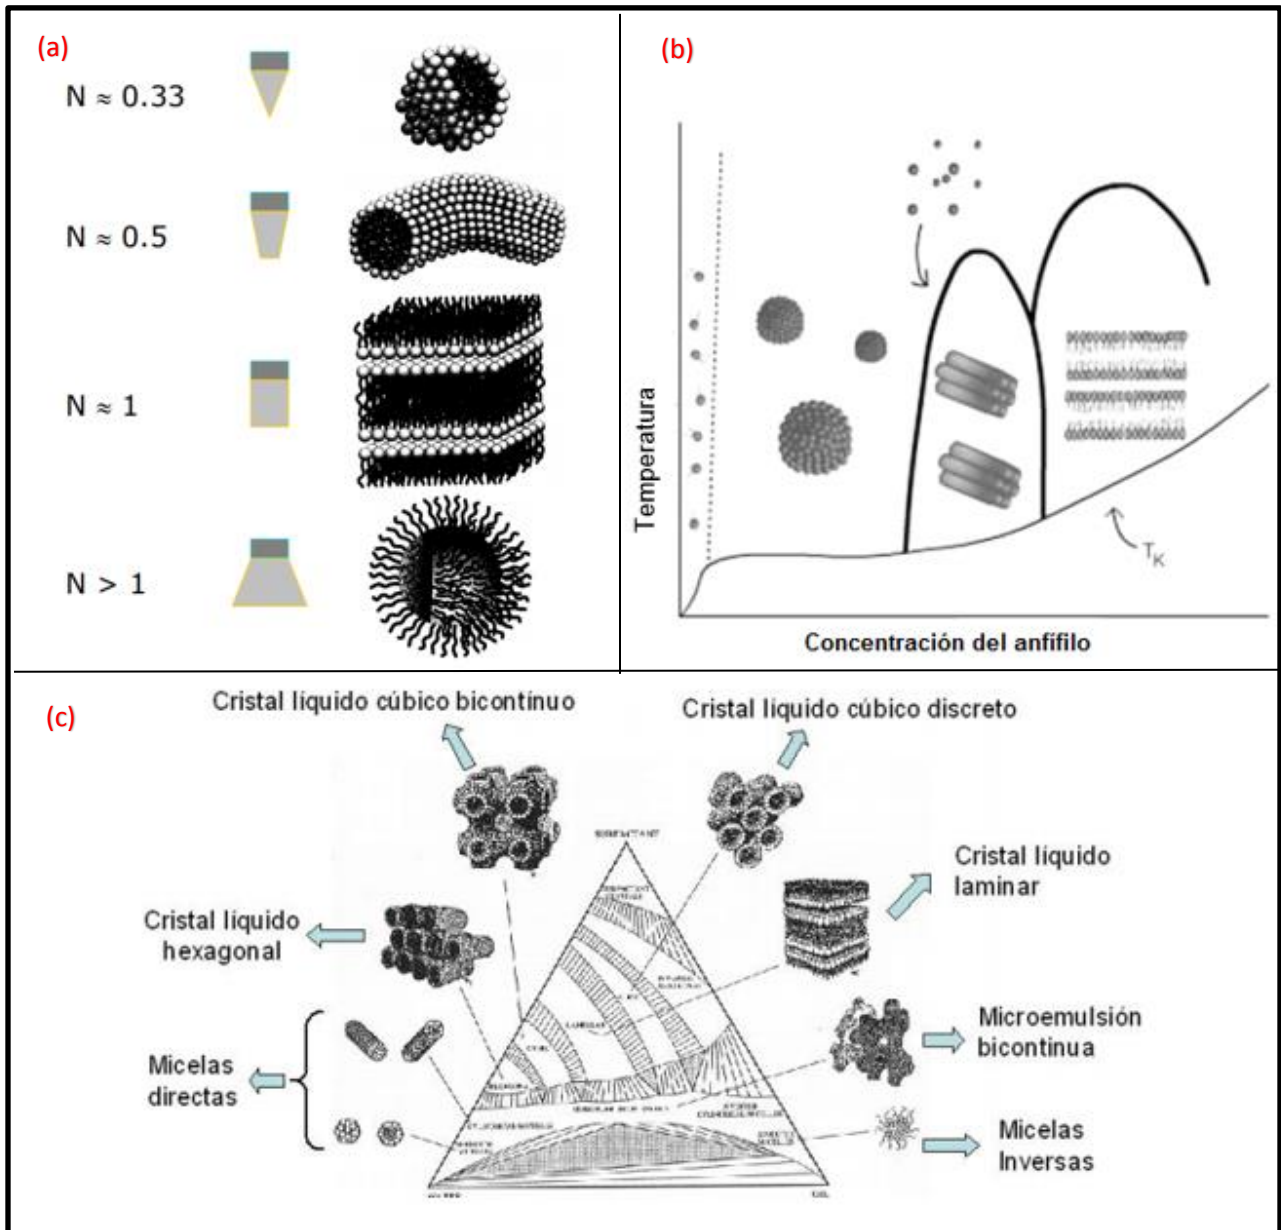 (a)
N ≈ 0.33
N ≈ 0.5
N ≈ 1
N > 1
(b)
Temperatura
T_K
Concentración del anfífilo
(c)
Cristal líquido cúbico bicontínuo
Cristal líquido cúbico discreto
Cristal líquido
laminar
Cristal líquido
hexagonal
Microemulsión
bicontinua
Micelas
directas
Micelas
Inversas
SURFACTANT
LAMELLAR
OIL